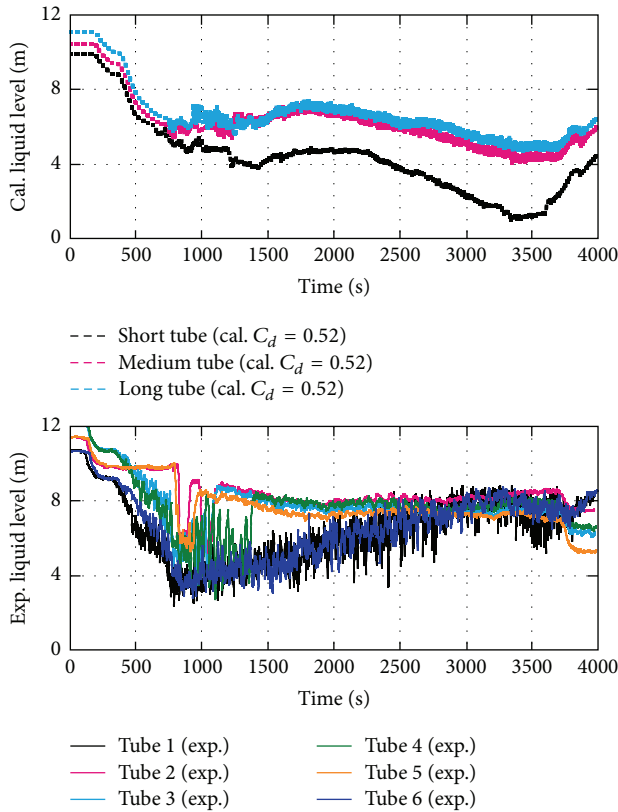 Cal. liquid level (m)
12
8
4
0
0 500 1000 1500 2000 2500 3000 3500 4000
Time (s)
Short tube (cal. C_d = 0.52)
Medium tube (cal. C_d = 0.52)
Long tube (cal. C_d = 0.52)
Exp. liquid level (m)
12
8
4
0
0 500 1000 1500 2000 2500 3000 3500 4000
Time (s)
Tube 1 (exp.) Tube 4 (exp.)
Tube 2 (exp.) Tube 5 (exp.)
Tube 3 (exp.) Tube 6 (exp.)